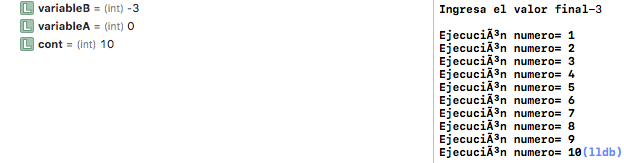 L variableB = (int) -3
L variableA = (int) 0
L cont = (int) 10
Ingresa el valor final-3
EjecuciÃ³n numero= 1
EjecuciÃ³n numero= 2
EjecuciÃ³n numero= 3
EjecuciÃ³n numero= 4
EjecuciÃ³n numero= 5
EjecuciÃ³n numero= 6
EjecuciÃ³n numero= 7
EjecuciÃ³n numero= 8
EjecuciÃ³n numero= 9
EjecuciÃ³n numero= 10(lldb)